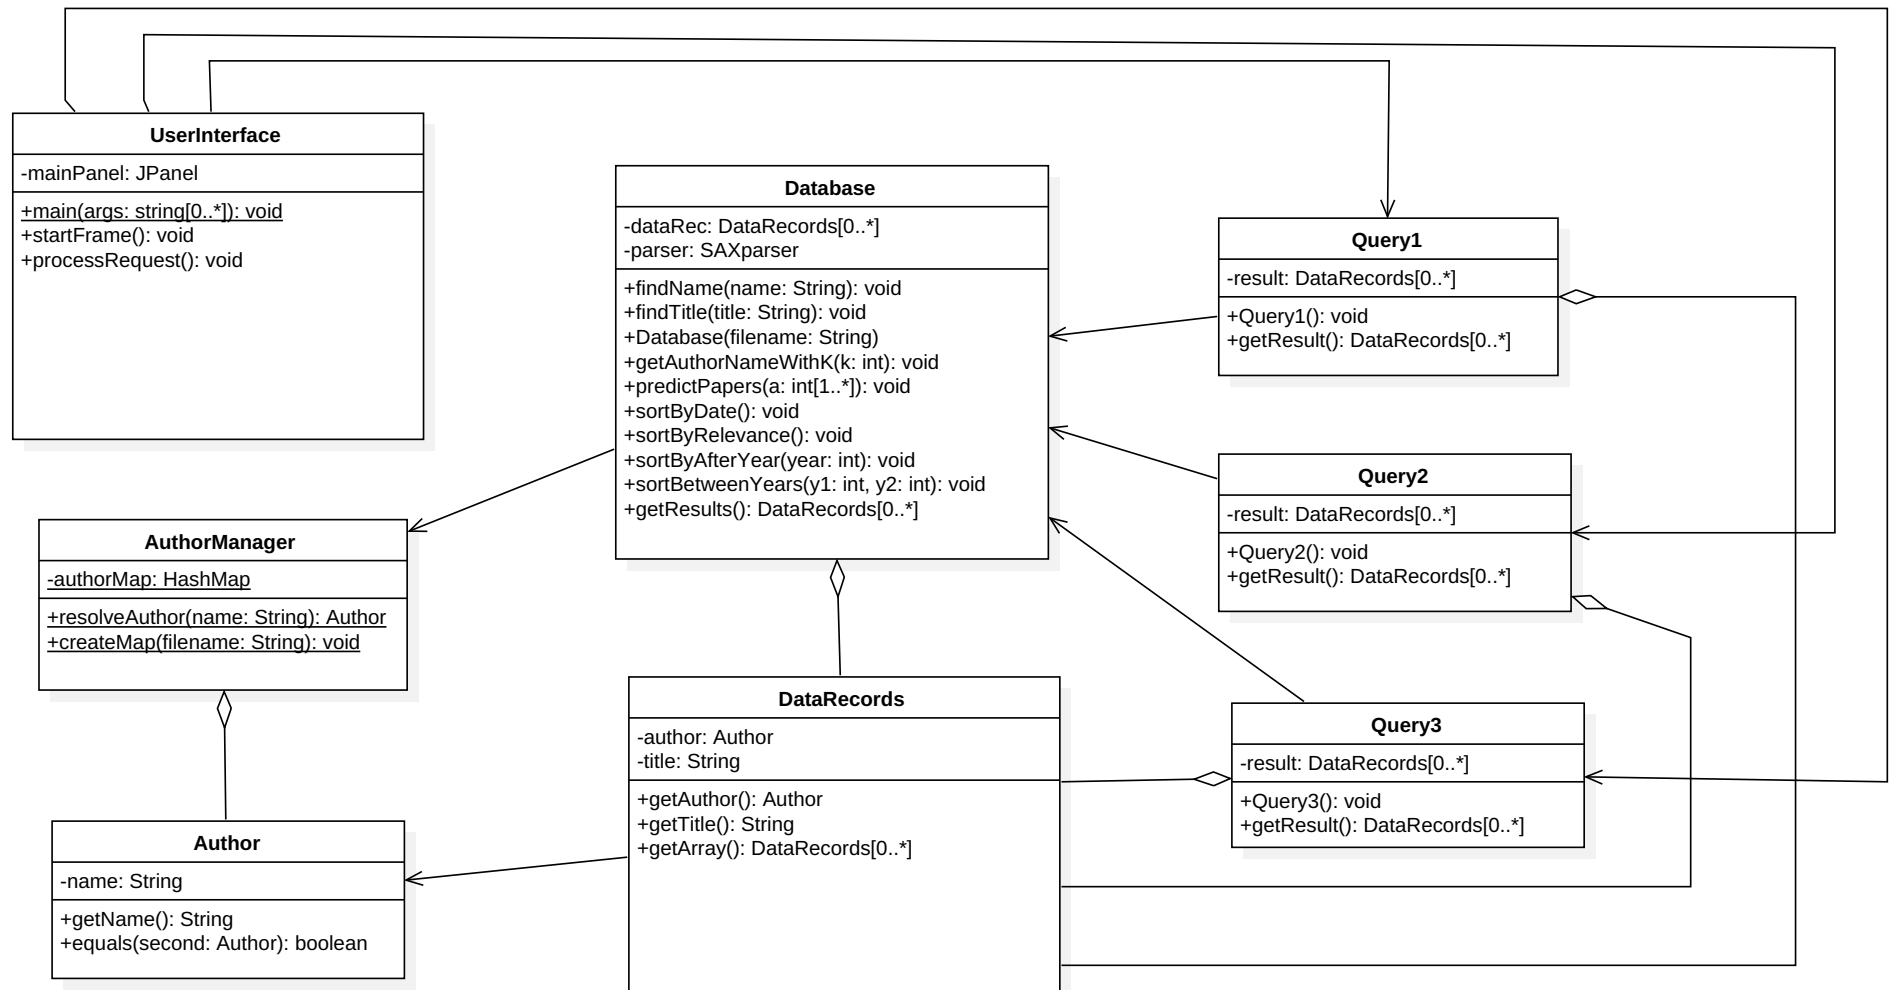 UserInterface
-mainPanel: JPanel
+main(args: string[0..*]): void
+startFrame(): void
+processRequest(): void
Database
-dataRec: DataRecords[0..*]
-parser: SAXparser
+findName(name: String): void
+findTitle(title: String): void
+Database(filename: String)
+getAuthorNameWithK(k: int): void
+predictPapers(a: int[1..*]): void
+sortByDate(): void
+sortByRelevance(): void
+sortByAfterYear(year: int): void
+sortBetweenYears(y1: int, y2: int): void
+getResults(): DataRecords[0..*]
Query1
-result: DataRecords[0..*]
+Query1(): void
+getResult(): DataRecords[0..*]
Query2
-result: DataRecords[0..*]
+Query2(): void
+getResult(): DataRecords[0..*]
AuthorManager
-authorMap: HashMap
+resolveAuthor(name: String): Author
+createMap(filename: String): void
DataRecords
-author: Author
-title: String
+getAuthor(): Author
+getTitle(): String
+getArray(): DataRecords[0..*]
Query3
-result: DataRecords[0..*]
+Query3(): void
+getResult(): DataRecords[0..*]
Author
-name: String
+getName(): String
+equals(second: Author): boolean